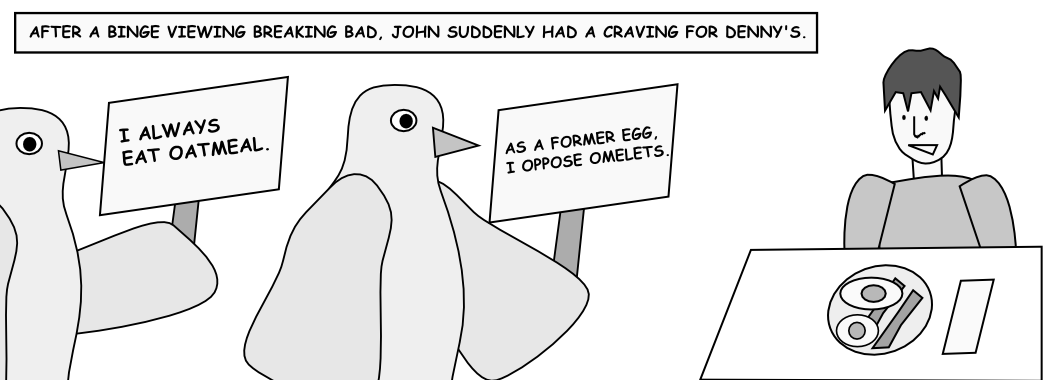 AFTER A BINGE VIEWING BREAKING BAD, JOHN SUDDENLY HAD A CRAVING FOR DENNY'S.
I ALWAYS
EAT OATMEAL.
AS A FORMER EGG,
I OPPOSE OMELETS.